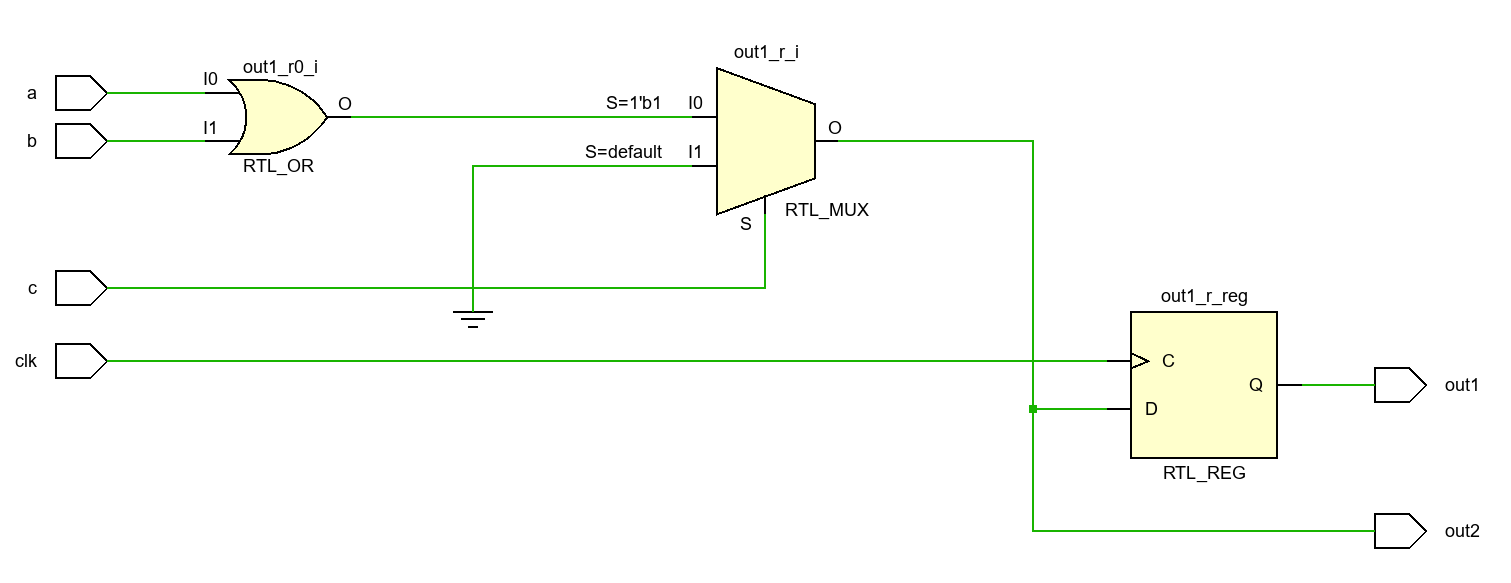 out1_r_i
out1_r0_i
a
I0
O
S=1'b1
I0
b
I1
O
S=default
I1
RTL_OR
RTL_MUX
S
c
out1_r_reg
clk
C
Q
out1
D
RTL_REG
out2